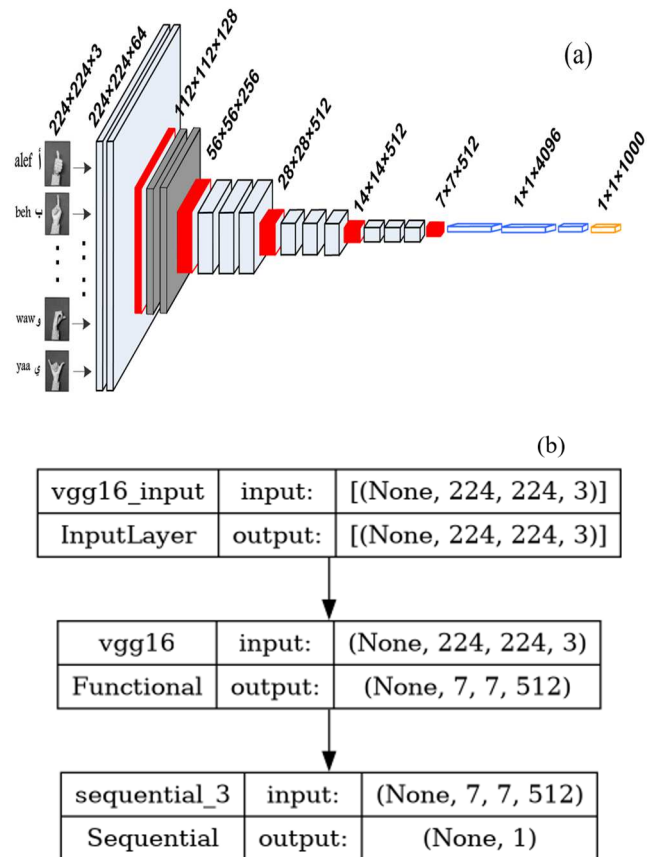 (a)
224×224×3
224×224×64
112×112×128
56×56×256
28×28×512
14×14×512
7×7×512
1×1×4096
1×1×1000
alef أ
beh ب
waw و
yaa ي
(b)
vgg16_input input: [(None, 224, 224, 3)]
InputLayer output: [(None, 224, 224, 3)]
vgg16 input: (None, 224, 224, 3)
Functional output: (None, 7, 7, 512)
sequential_3 input: (None, 7, 7, 512)
Sequential output: (None, 1)